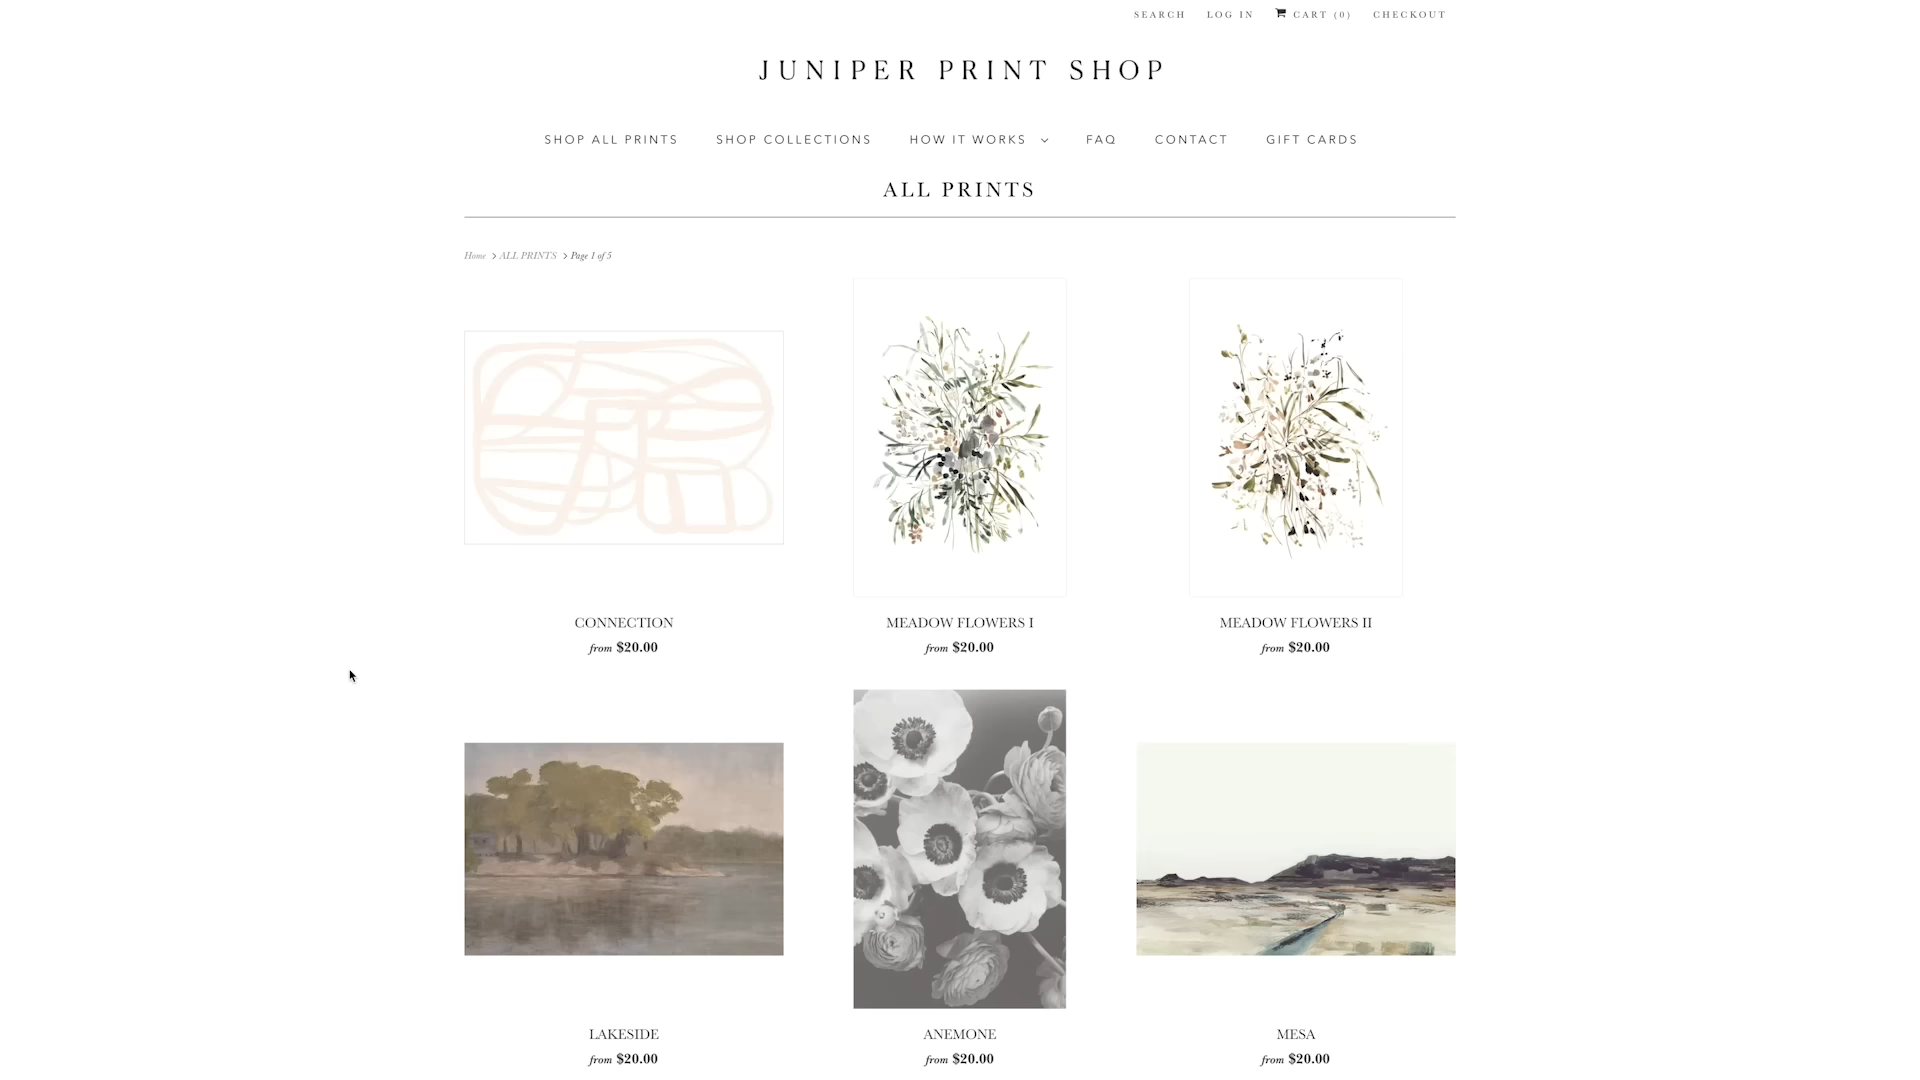 SEARCH LOG IN CART (0) CHECKOUT
JUNIPER PRINT SHOP
SHOP ALL PRINTS SHOP COLLECTIONS HOW IT WORKS FAQ CONTACT GIFT CARDS
ALL PRINTS
Home > ALL PRINTS > Page 1 of 5
CONNECTION
from $20.00
MEADOW FLOWERS I
from $20.00
MEADOW FLOWERS II
from $20.00
LAKESIDE
from $20.00
ANEMONE
from $20.00
MESA
from $20.00